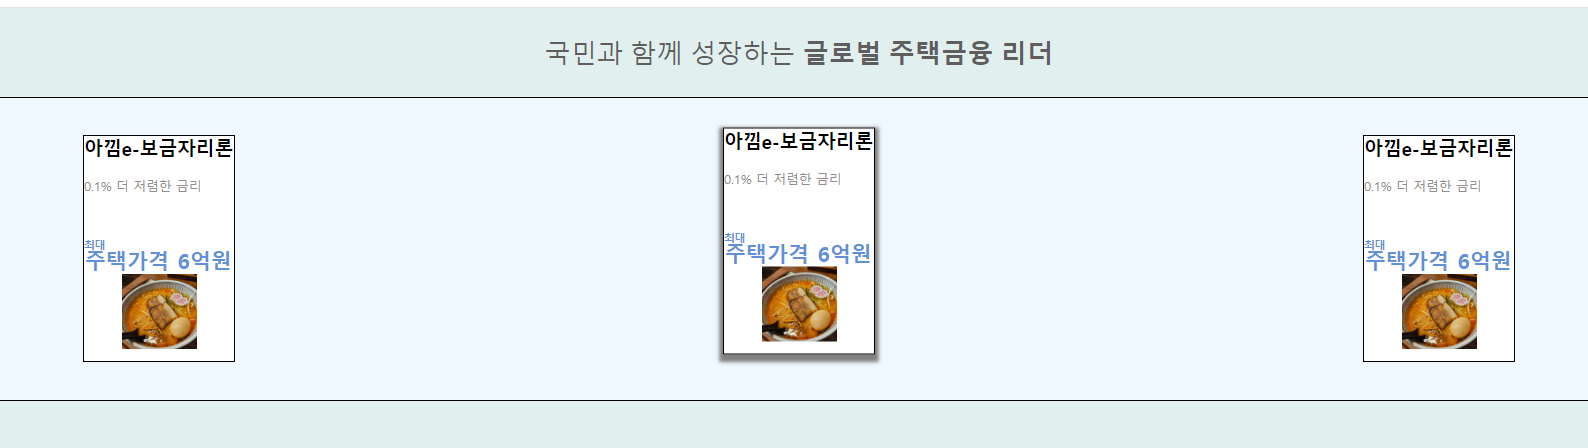 국민과 함께 성장하는 글로벌 주택금융 리더
아낌e-보금자리론
0.1% 더 저렴한 금리
최대
주택가격 6억원
아낌e-보금자리론
0.1% 더 저렴한 금리
최대
주택가격 6억원
아낌e-보금자리론
0.1% 더 저렴한 금리
최대
주택가격 6억원